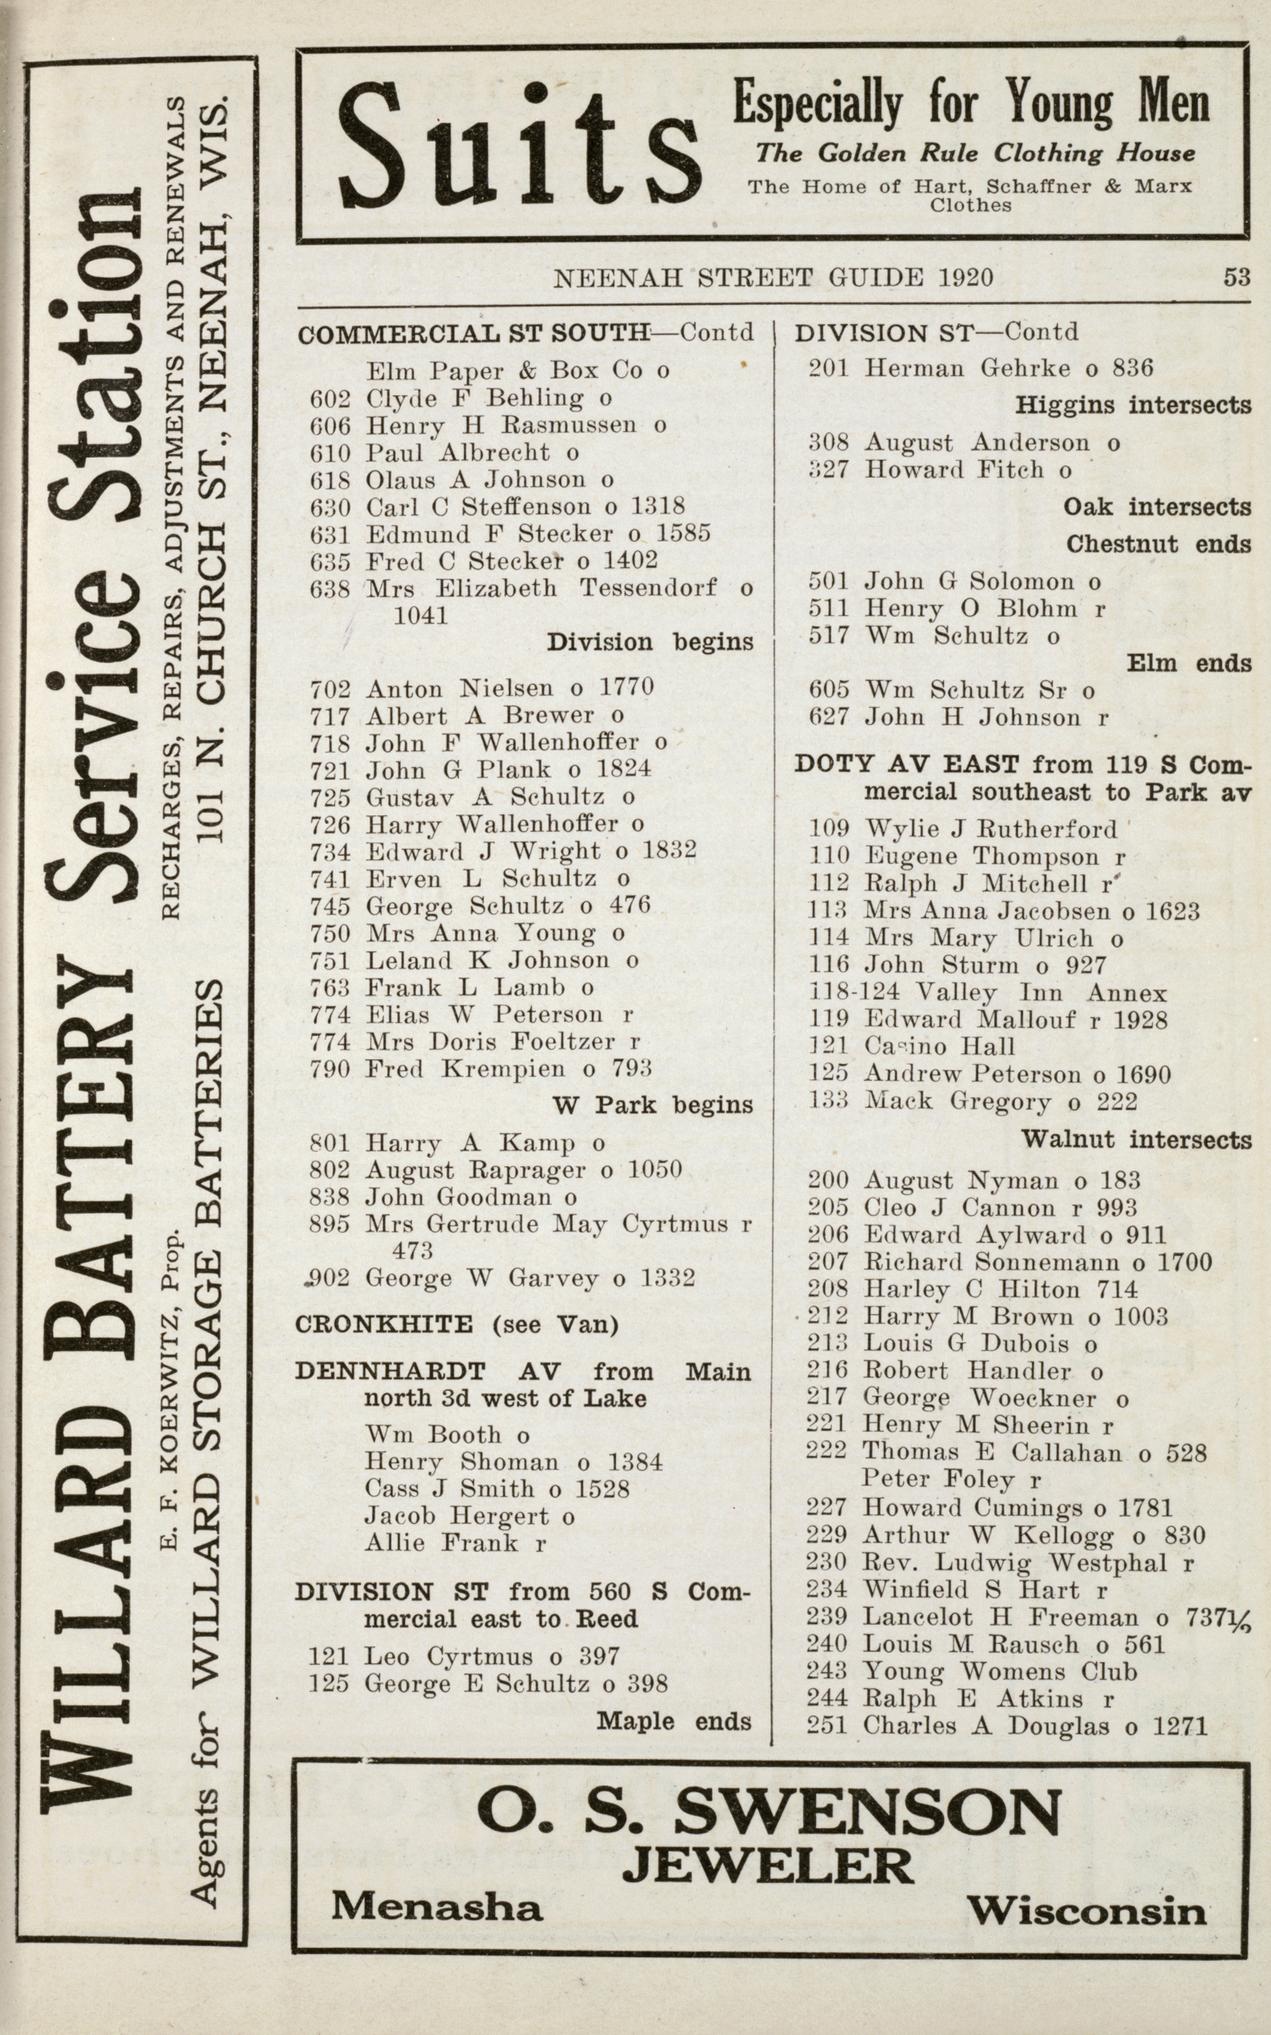 Suits
Especially for Young Men
The Golden Rule Clothing House
The Home of Hart, Schaffner & Marx
Clothes
WILLARD BATTERY Service Station
E. F. KOERWITZ, Prop. RECHARGES, REPAIRS, ADJUSTMENTS AND RENEWALS
Agents for WILLARD STORAGE BATTERIES 101 N. CHURCH ST., NEENAH, WIS.
NEENAH STREET GUIDE 1920 53
COMMERCIAL ST SOUTH—Contd
Elm Paper & Box Co o
602 Clyde F Behling o
606 Henry H Rasmussen o
610 Paul Albrecht o
618 Olaus A Johnson o
630 Carl C Steffenson o 1318
631 Edmund F Stecker o 1585
635 Fred C Stecker o 1402
638 Mrs Elizabeth Tessendorf o
1041
Division begins
702 Anton Nielsen o 1770
717 Albert A Brewer o
718 John F Wallenhoffer o
721 John G Plank o 1824
725 Gustav A Schultz o
726 Harry Wallenhoffer o
734 Edward J Wright o 1832
741 Erven L Schultz o
745 George Schultz o 476
750 Mrs Anna Young o
751 Leland K Johnson o
763 Frank L Lamb o
774 Elias W Peterson r
774 Mrs Doris Foeltzer r
790 Fred Krempien o 793
W Park begins
801 Harry A Kamp o
802 August Raprager o 1050
838 John Goodman o
895 Mrs Gertrude May Cyrtmus r
473
902 George W Garvey o 1332
CRONKHITE (see Van)
DENNHARDT AV from Main
north 3d west of Lake
Wm Booth o
Henry Shoman o 1384
Cass J Smith o 1528
Jacob Hergert o
Allie Frank r
DIVISION ST from 560 S Com-
mercial east to Reed
121 Leo Cyrtmus o 397
125 George E Schultz o 398
Maple ends
DIVISION ST—Contd
201 Herman Gehrke o 836
Higgins intersects
308 August Anderson o
327 Howard Fitch o
Oak intersects
Chestnut ends
501 John G Solomon o
511 Henry O Blohm r
517 Wm Schultz o
Elm ends
605 Wm Schultz Sr o
627 John H Johnson r
DOTY AV EAST from 119 S Com-
mercial southeast to Park av
109 Wylie J Rutherford
110 Eugene Thompson r
112 Ralph J Mitchell r
113 Mrs Anna Jacobsen o 1623
114 Mrs Mary Ulrich o
116 John Sturm o 927
118-124 Valley Inn Annex
119 Edward Mallouf r 1928
121 Casino Hall
125 Andrew Peterson o 1690
133 Mack Gregory o 222
Walnut intersects
200 August Nyman o 183
205 Cleo J Cannon r 993
206 Edward Aylward o 911
207 Richard Sonnemann o 1700
208 Harley C Hilton 714
212 Harry M Brown o 1003
213 Louis G Dubois o
216 Robert Handler o
217 George Woeckner o
221 Henry M Sheerin r
222 Thomas E Callahan o 528
Peter Foley r
227 Howard Cumings o 1781
229 Arthur W Kellogg o 830
230 Rev. Ludwig Westphal r
234 Winfield S Hart r
239 Lancelot H Freeman o 737½
240 Louis M Rausch o 561
243 Young Womens Club
244 Ralph E Atkins r
251 Charles A Douglas o 1271
O. S. SWENSON
JEWELER
Menasha Wisconsin